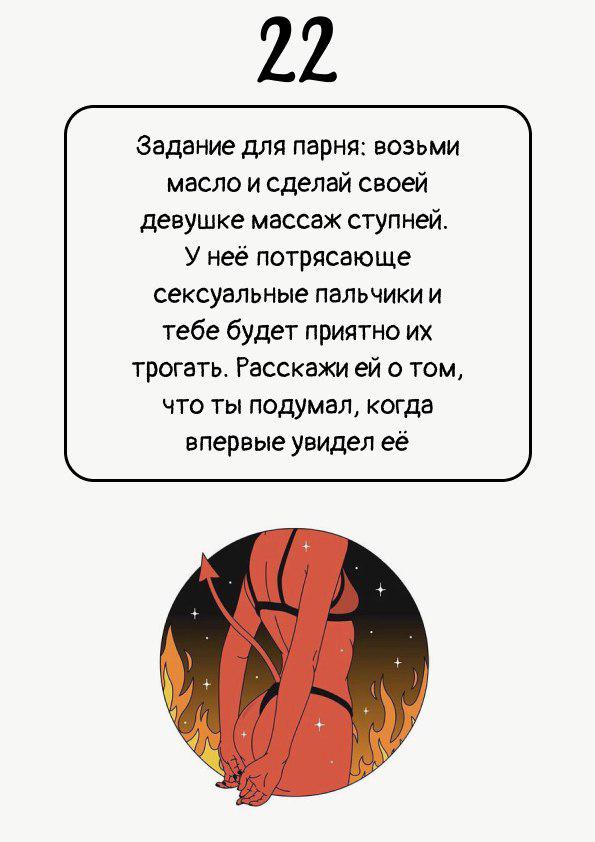 22
Задание для парня: возьми
масло и сделай своей
девушке массаж ступней.
У неё потрясающе
сексуальные пальчики и
тебе будет приятно их
трогать. Расскажи ей о том,
что ты подумал, когда
впервые увидел её